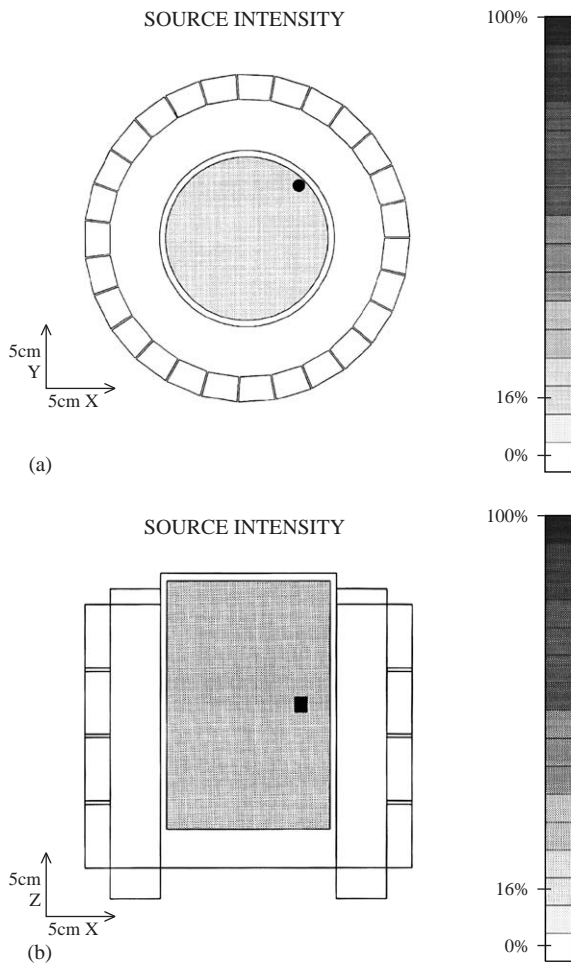 SOURCE INTENSITY
100%
5cm
Y
5cm X
16%
0%
(a)
SOURCE INTENSITY
100%
5cm
Z
5cm X
16%
0%
(b)